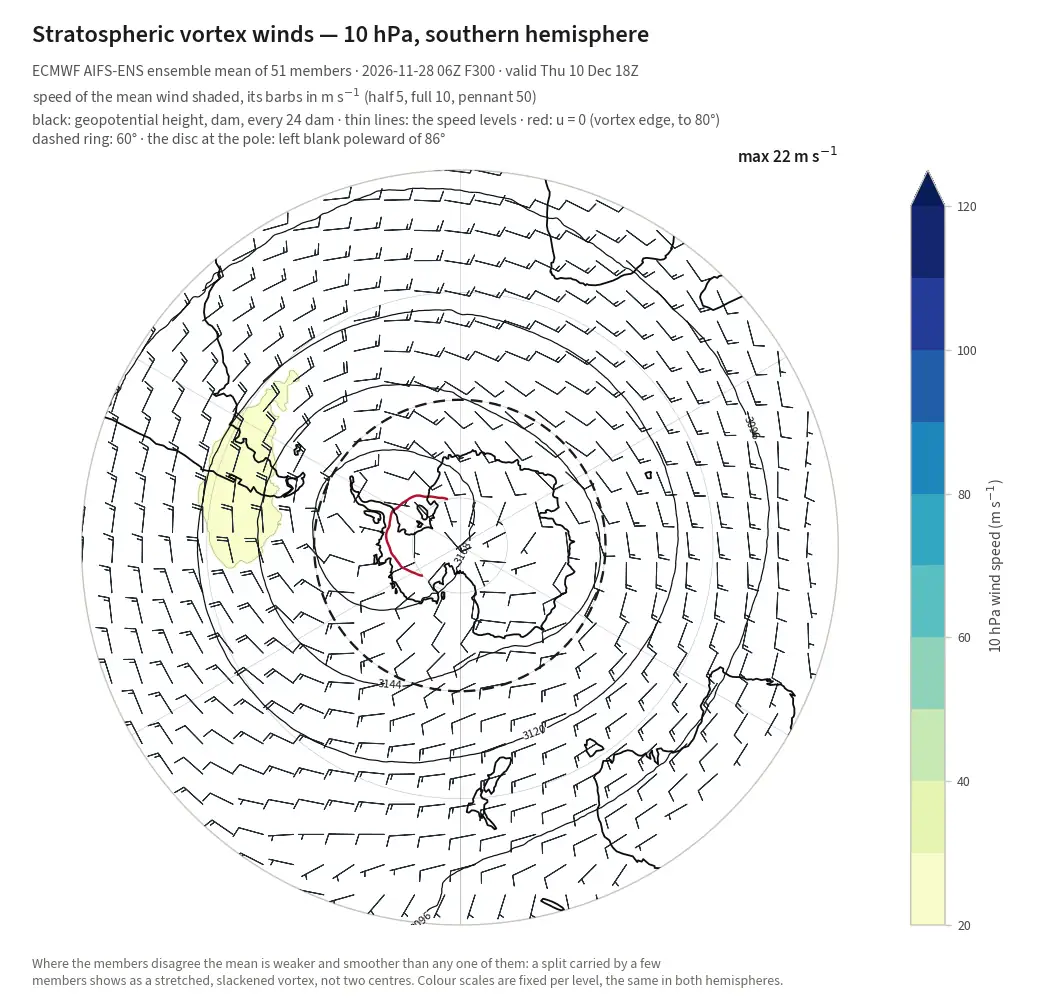 Stratospheric vortex winds — 10 hPa, southern hemisphere
ECMWF AIFS-ENS ensemble mean of 51 members · 2026-11-28 06Z F300 · valid Thu 10 Dec 18Z
speed of the mean wind shaded, its barbs in m s⁻¹ (half 5, full 10, pennant 50)
black: geopotential height, dam, every 24 dam · thin lines: the speed levels · red: u = 0 (vortex edge, to 80°)
dashed ring: 60° · the disc at the pole: left blank poleward of 86°
max 22 m s⁻¹
120
100
80
60
40
20
10 hPa wind speed (m s⁻¹)
3096
3168
3144
3120
3096
Where the members disagree the mean is weaker and smoother than any one of them: a split carried by a few
members shows as a stretched, slackened vortex, not two centres. Colour scales are fixed per level, the same in both hemispheres.